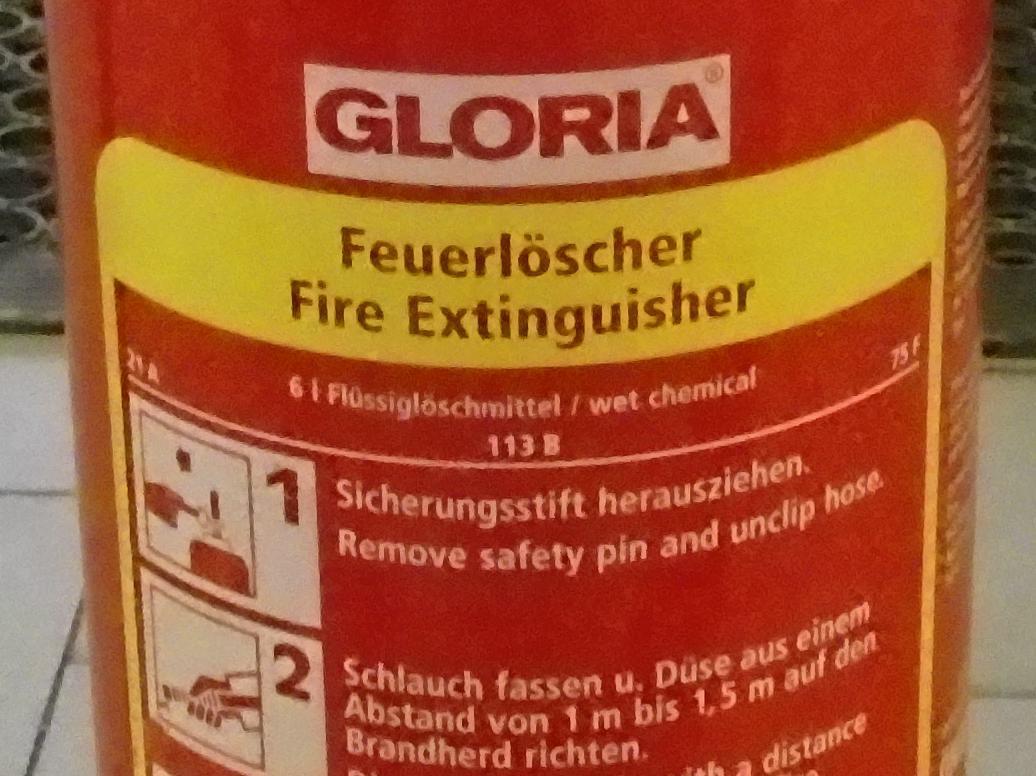 GLORIA®
Feuerlöscher
Fire Extinguisher
21 A
75 F
6 l Flüssiglöschmittel / wet chemical
113 B
1
Sicherungsstift herausziehen.
Remove safety pin and unclip hose.
2
Schlauch fassen u. Düse aus einem
Abstand von 1 m bis 1,5 m auf den
Brandherd richten.
a distance